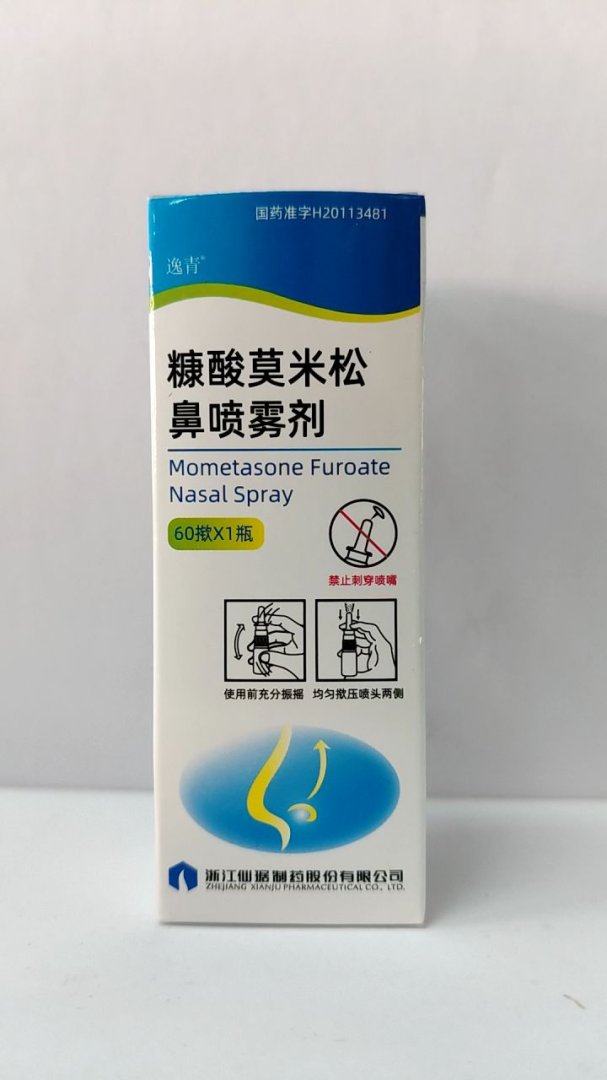 国药准字H20113481
逸青®
糠酸莫米松
鼻喷雾剂
Mometasone Furoate
Nasal Spray
60揿X1瓶
禁止刺穿喷嘴
使用前充分振摇 均匀揿压喷头两侧
浙江仙琚制药股份有限公司
ZHEJIANG XIANJU PHARMACEUTICAL CO., LTD.